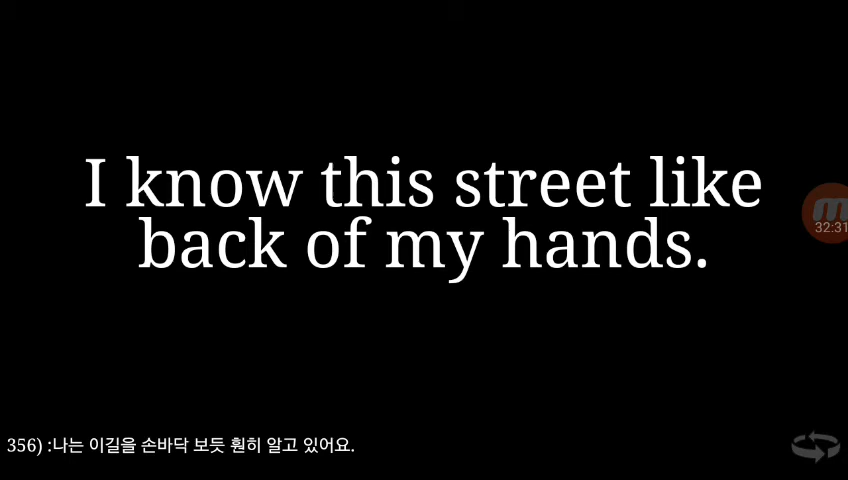 I know this street like
back of my hands.
32:31
356) :나는 이길을 손바닥 보듯 훤히 알고 있어요.